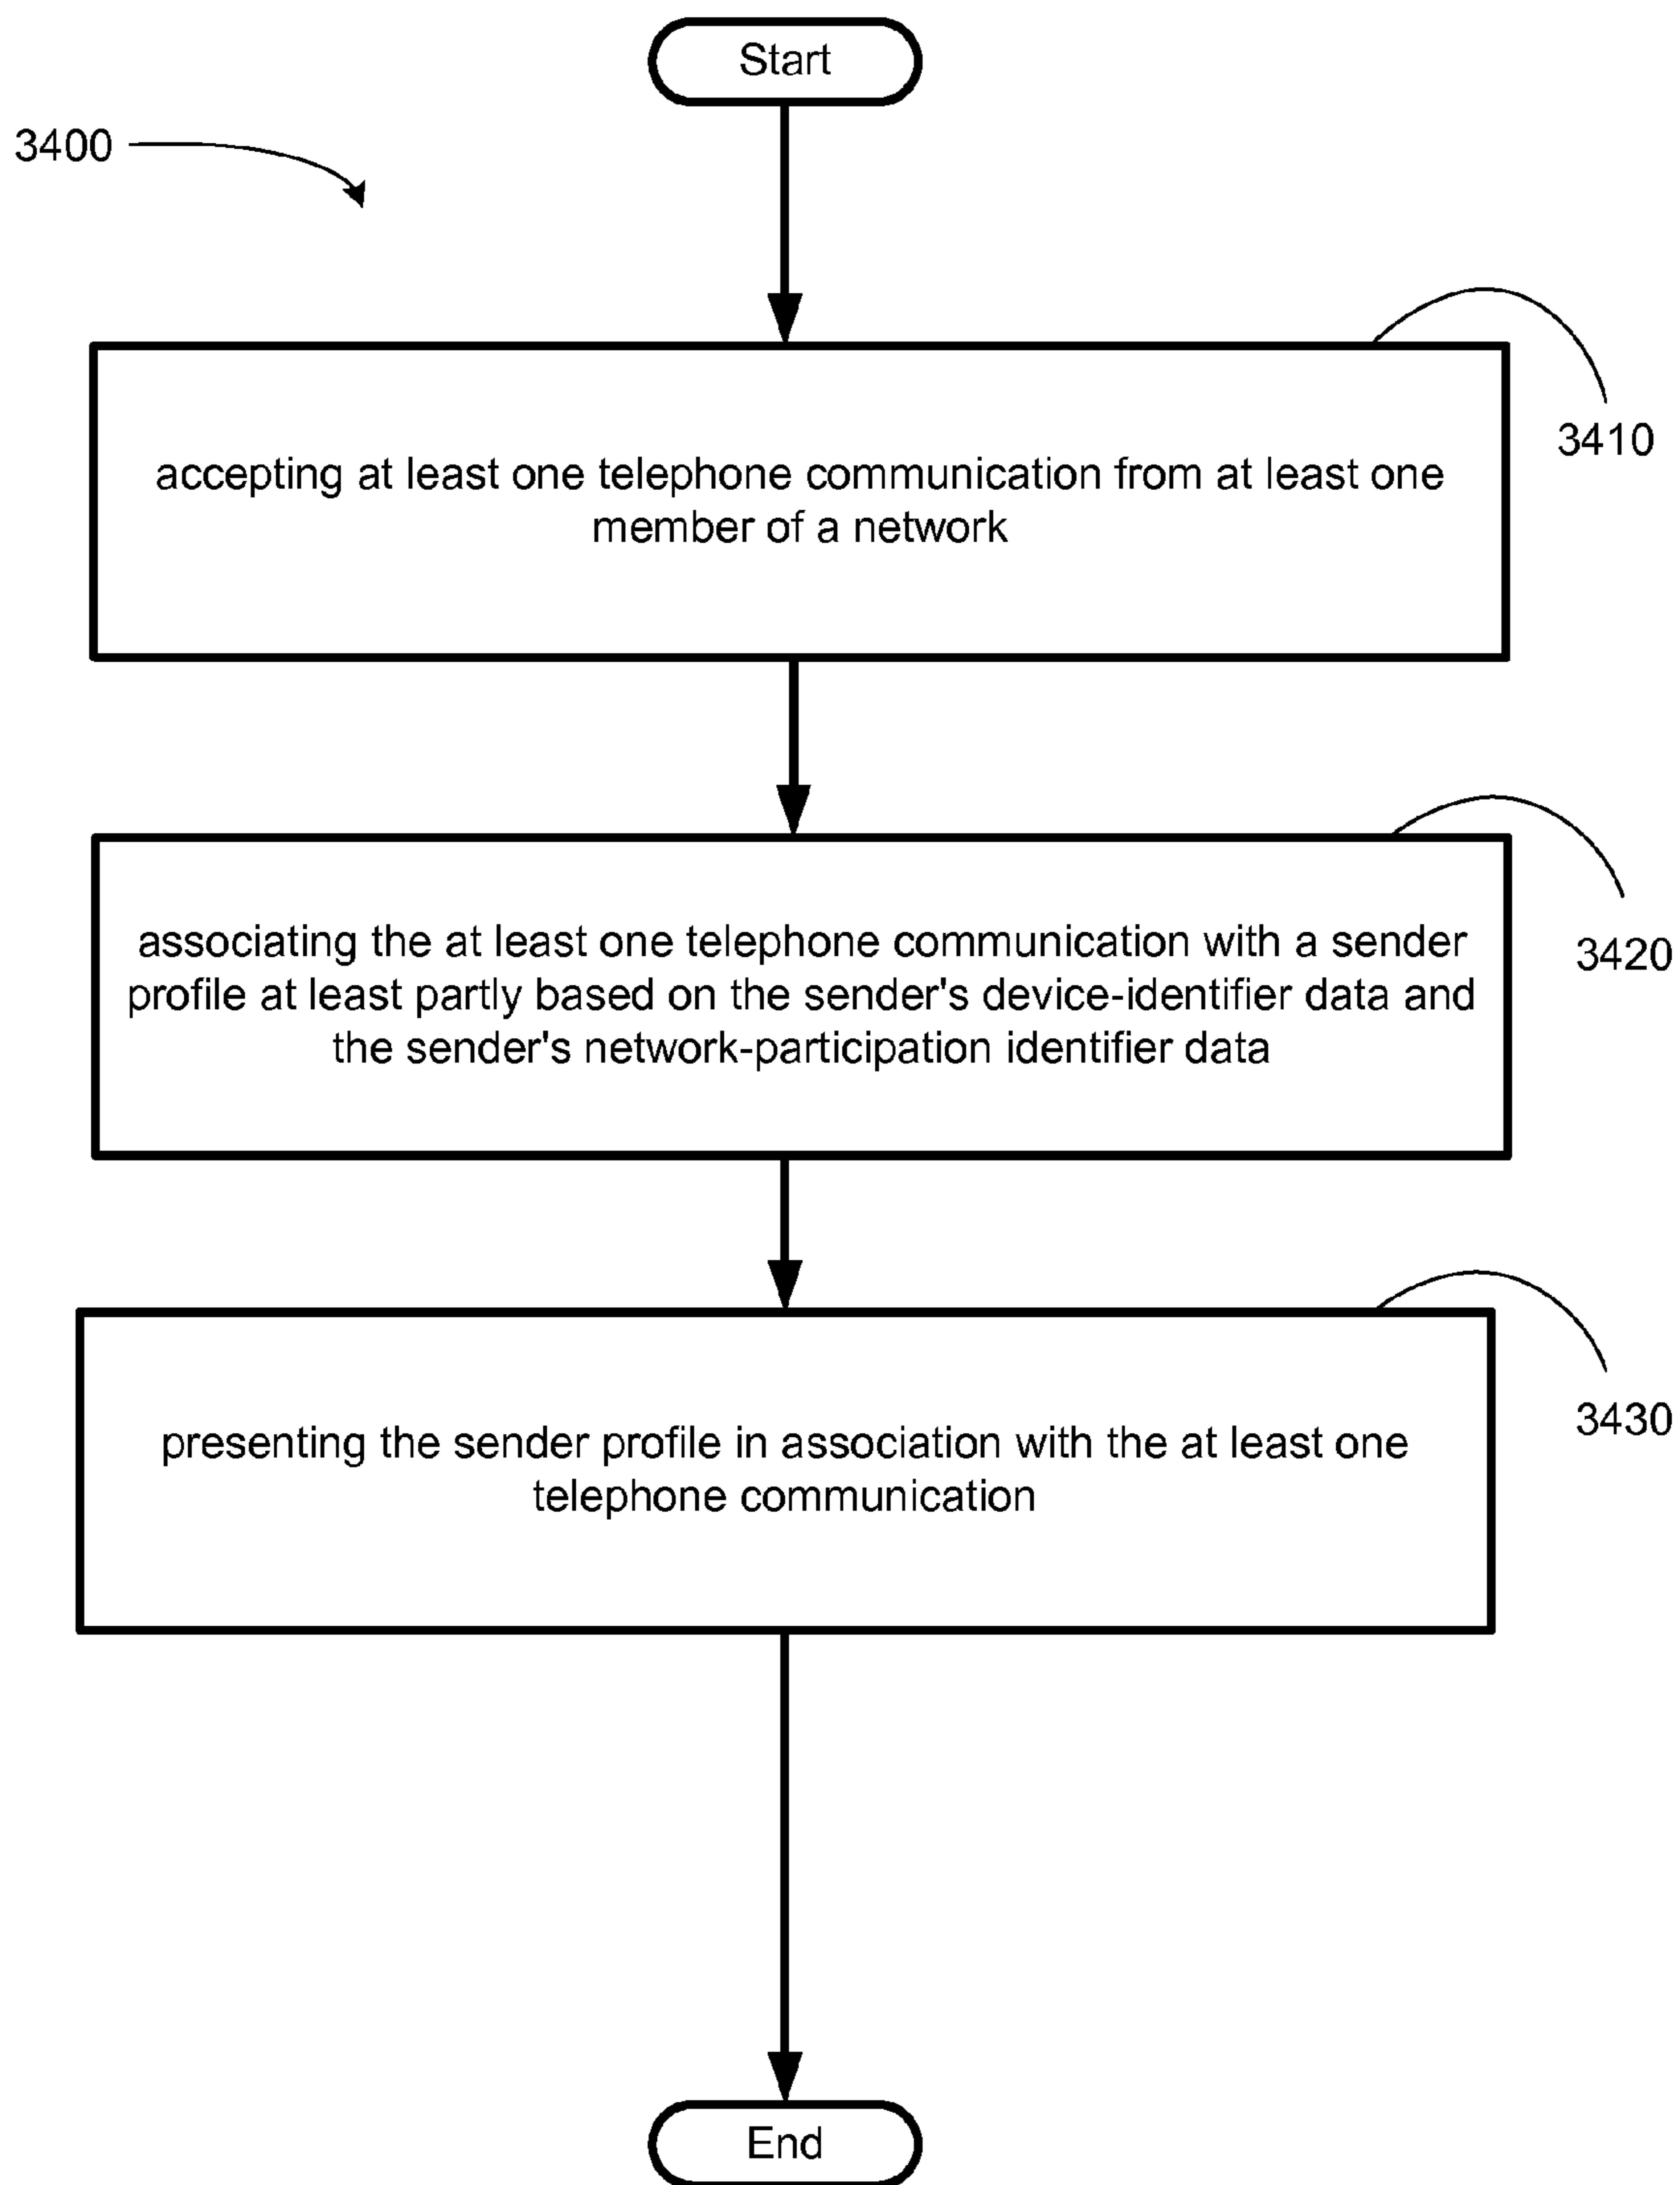 Start
3400
3410
accepting at least one telephone communication from at least one
member of a network
3420
associating the at least one telephone communication with a sender
profile at least partly based on the sender's device-identifier data and
the sender's network-participation identifier data
3430
presenting the sender profile in association with the at least one
telephone communication
End